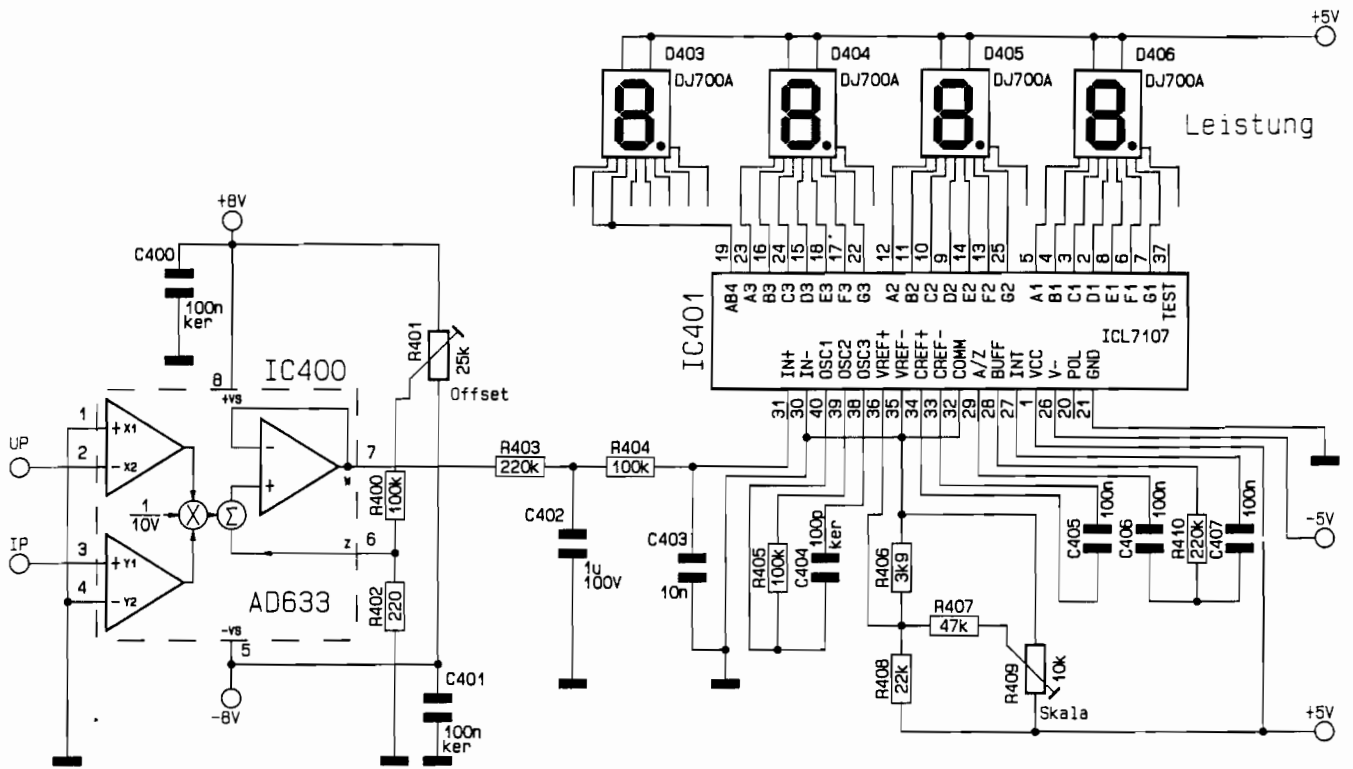 +5V
D403
DJ700A
D404
DJ700A
D405
DJ700A
D406
DJ700A
Leistung
+8V
C400
100n
ker
R401
25k
Offset
19 23 16 24 15 18 17 22 12 11 10 9 14 13 25 5 4 3 2 8 6 7 37
AB4 A3 B3 C3 D3 E3 F3 G3 A2 B2 C2 D2 E2 F2 G2 A1 B1 C1 D1 E1 F1 G1 TEST
IC401
ICL7107
IN+ IN- OSC1 OSC2 OSC3 VREF+ VREF- CREF+ CREF- COMM A/Z BUFF INT VCC V- POL GND
31 30 40 39 38 36 35 34 33 32 29 28 27 1 26 20 21
IC400
8
+VS
1
+ X1
UP
2
- X2
-
+
7
W
1
10V
X
Σ
z 6
IP
3
+ Y1
4
- Y2
AD633
-VS
5
-8V
R400
100k
R402
220
C401
100n
ker
R403
220k
R404
100k
C402
1u
100V
C403
10n
R405
100k
C404
100p
ker
R406
3k9
R407
47k
R408
22k
R409
10k
Skala
C405
100n
C406
100n
R410
220k
C407
100n
-5V
+5V